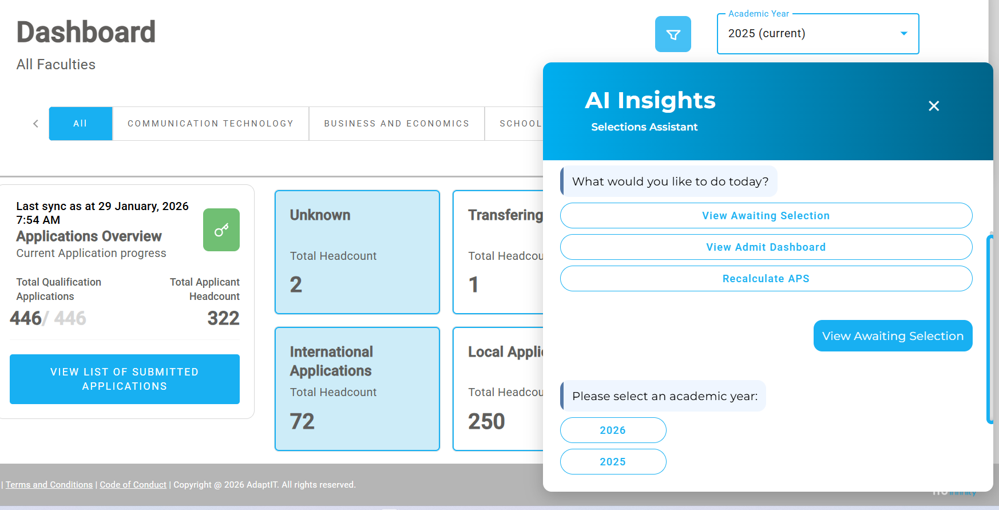 Dashboard
All Faculties
Academic Year
2025 (current)
All
COMMUNICATION TECHNOLOGY
BUSINESS AND ECONOMICS
SCHOOL
Last sync as at 29 January, 2026
7:54 AM
Applications Overview
Current Application progress
Total Qualification
Applications
446/ 446
Total Applicant
Headcount
322
VIEW LIST OF SUBMITTED
APPLICATIONS
Unknown
Total Headcount
2
Transfering
Total Headcou
1
International
Applications
Total Headcount
72
Local Appli
Total Headcou
250
AI Insights
Selections Assistant
What would you like to do today?
View Awaiting Selection
View Admit Dashboard
Recalculate APS
View Awaiting Selection
Please select an academic year:
2026
2025
| Terms and Conditions | Code of Conduct | Copyright @ 2026 AdaptIT. All rights reserved.